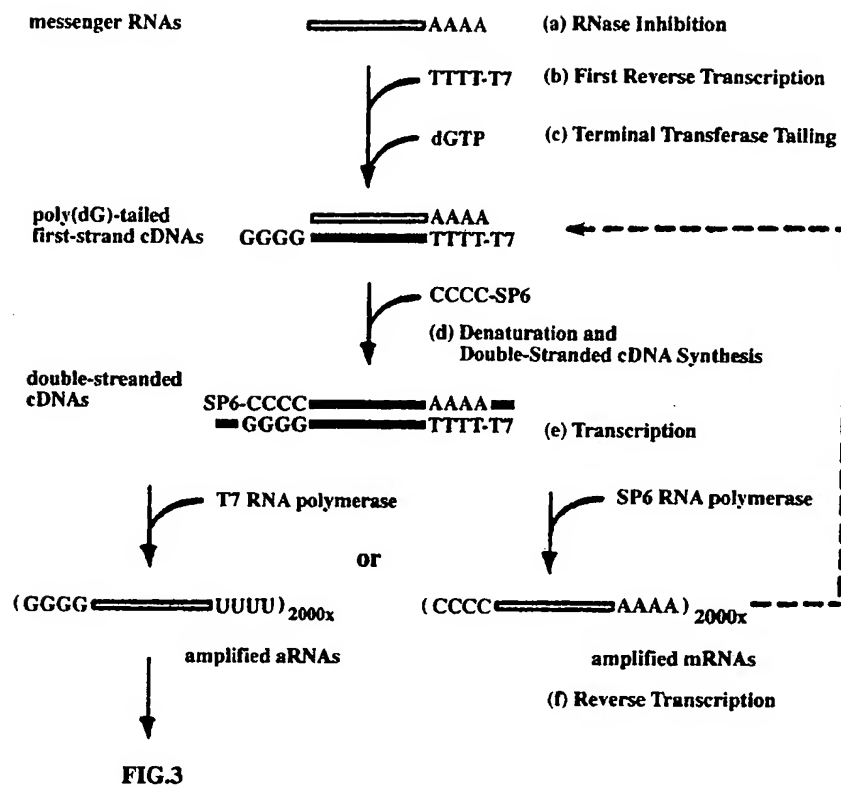 messenger RNAs
AAAA
(a) RNase Inhibition
TTTT-T7
(b) First Reverse Transcription
dGTP
(c) Terminal Transferase Tailing
poly(dG)-tailed
first-strand cDNAs
AAAA
GGGG
TTTT-T7
CCCC-SP6
(d) Denaturation and
Double-Stranded cDNA Synthesis
double-streanded
cDNAs
SP6-CCCC
AAAA
GGGG
TTTT-T7
(e) Transcription
T7 RNA polymerase
SP6 RNA polymerase
or
(GGGG UUUU)2000x
(CCCC AAAA)2000x
amplified aRNAs
amplified mRNAs
(f) Reverse Transcription
FIG.3